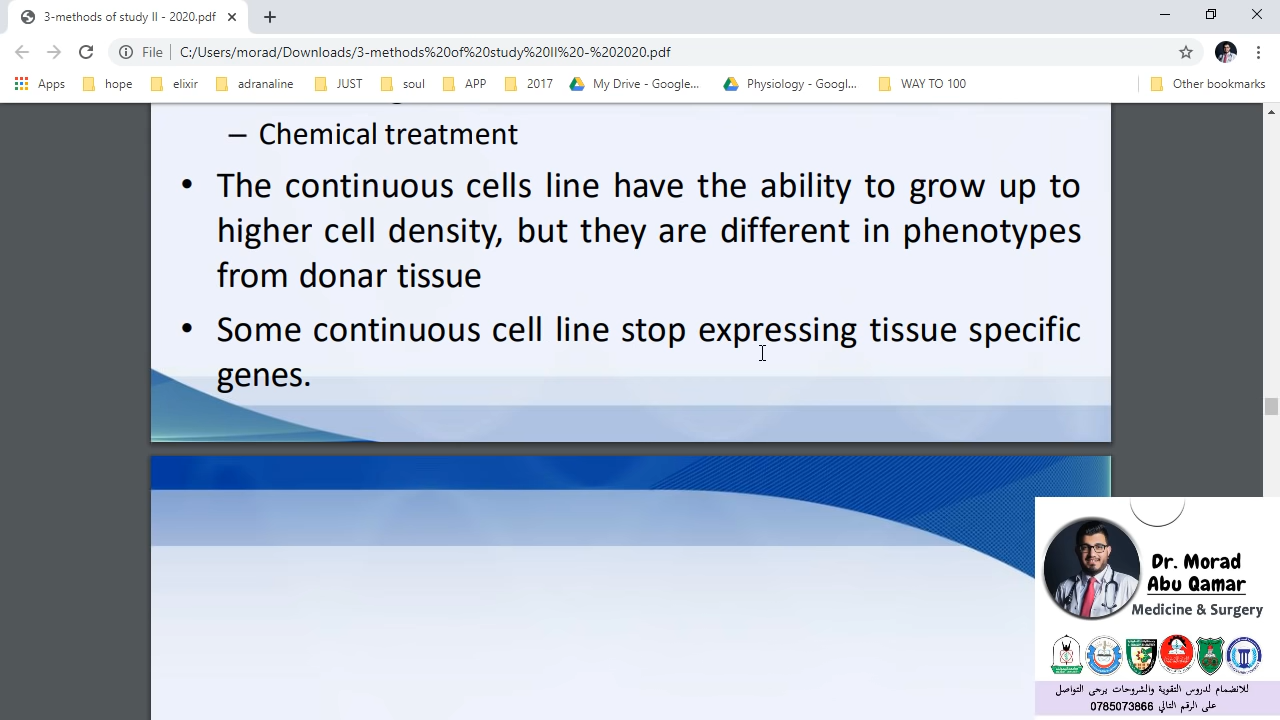 3-methods of study II - 2020.pdf
File
C:/Users/morad/Downloads/3-methods%20of%20study%20II%20-%202020.pdf
Apps hope elixir adranaline JUST soul APP 2017 My Drive - Google... Physiology - Googl... WAY TO 100 Other bookmarks
– Chemical treatment
• The continuous cells line have the ability to grow up to
higher cell density, but they are different in phenotypes
from donar tissue
• Some continuous cell line stop expressing tissue specific
genes.
Dr. Morad
Abu Qamar
Medicine & Surgery
للانضمام لدروس التقوية والشروحات يرجى التواصل
على الرقم التالي 0785073866